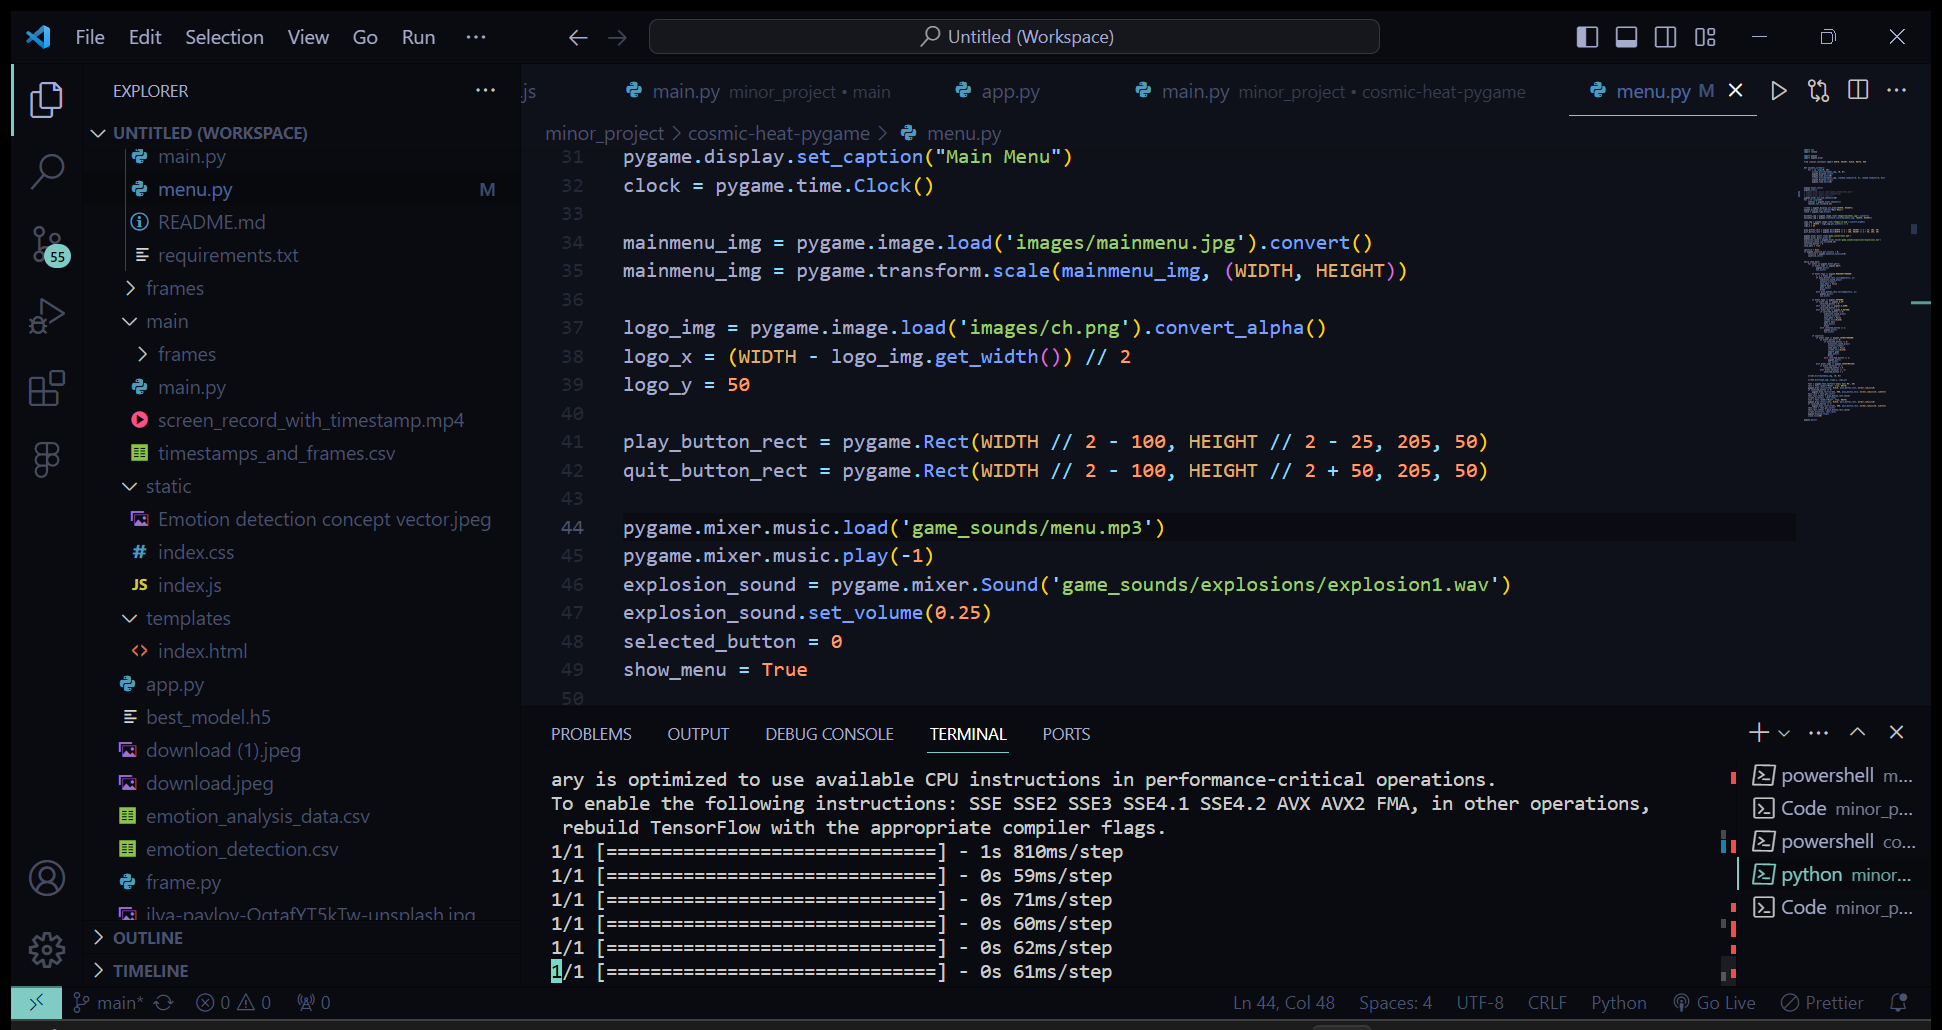 File Edit Selection View Go Run ···
Untitled (Workspace)
EXPLORER
UNTITLED (WORKSPACE)
main.py
menu.py M
README.md
requirements.txt
frames
main
frames
main.py
screen_record_with_timestamp.mp4
timestamps_and_frames.csv
static
Emotion detection concept vector.jpeg
# index.css
JS index.js
templates
<> index.html
app.py
best_model.h5
download (1).jpeg
download.jpeg
emotion_analysis_data.csv
emotion_detection.csv
frame.py
ilya-pavlov-OqtafYT5kTw-unsplash.jpg
OUTLINE
TIMELINE
55
.js main.py minor_project • main app.py main.py minor_project • cosmic-heat-pygame menu.py M
minor_project > cosmic-heat-pygame > menu.py
31 pygame.display.set_caption("Main Menu")
32 clock = pygame.time.Clock()
33
34 mainmenu_img = pygame.image.load('images/mainmenu.jpg').convert()
35 mainmenu_img = pygame.transform.scale(mainmenu_img, (WIDTH, HEIGHT))
36
37 logo_img = pygame.image.load('images/ch.png').convert_alpha()
38 logo_x = (WIDTH - logo_img.get_width()) // 2
39 logo_y = 50
40
41 play_button_rect = pygame.Rect(WIDTH // 2 - 100, HEIGHT // 2 - 25, 205, 50)
42 quit_button_rect = pygame.Rect(WIDTH // 2 - 100, HEIGHT // 2 + 50, 205, 50)
43
44 pygame.mixer.music.load('game_sounds/menu.mp3')
45 pygame.mixer.music.play(-1)
46 explosion_sound = pygame.mixer.Sound('game_sounds/explosions/explosion1.wav')
47 explosion_sound.set_volume(0.25)
48 selected_button = 0
49 show_menu = True
50
PROBLEMS OUTPUT DEBUG CONSOLE TERMINAL PORTS
ary is optimized to use available CPU instructions in performance-critical operations.
To enable the following instructions: SSE SSE2 SSE3 SSE4.1 SSE4.2 AVX AVX2 FMA, in other operations,
rebuild TensorFlow with the appropriate compiler flags.
1/1 [==============================] - 1s 810ms/step
1/1 [==============================] - 0s 59ms/step
1/1 [==============================] - 0s 71ms/step
1/1 [==============================] - 0s 60ms/step
1/1 [==============================] - 0s 62ms/step
1/1 [==============================] - 0s 61ms/step
powershell m...
Code minor_p...
powershell co...
python minor...
Code minor_p...
main* 0 0 0 Ln 44, Col 48 Spaces: 4 UTF-8 CRLF Python Go Live Prettier